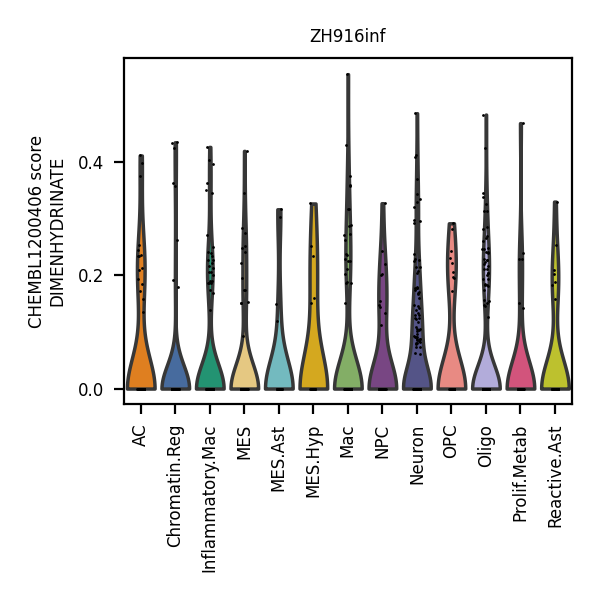 ZH916inf
CHEMBL1200406 score
DIMENHYDRINATE
0.4
0.2
0.0
AC
Chromatin.Reg
Inflammatory.Mac
MES
MES.Ast
MES.Hyp
Mac
NPC
Neuron
OPC
Oligo
Prolif.Metab
Reactive.Ast